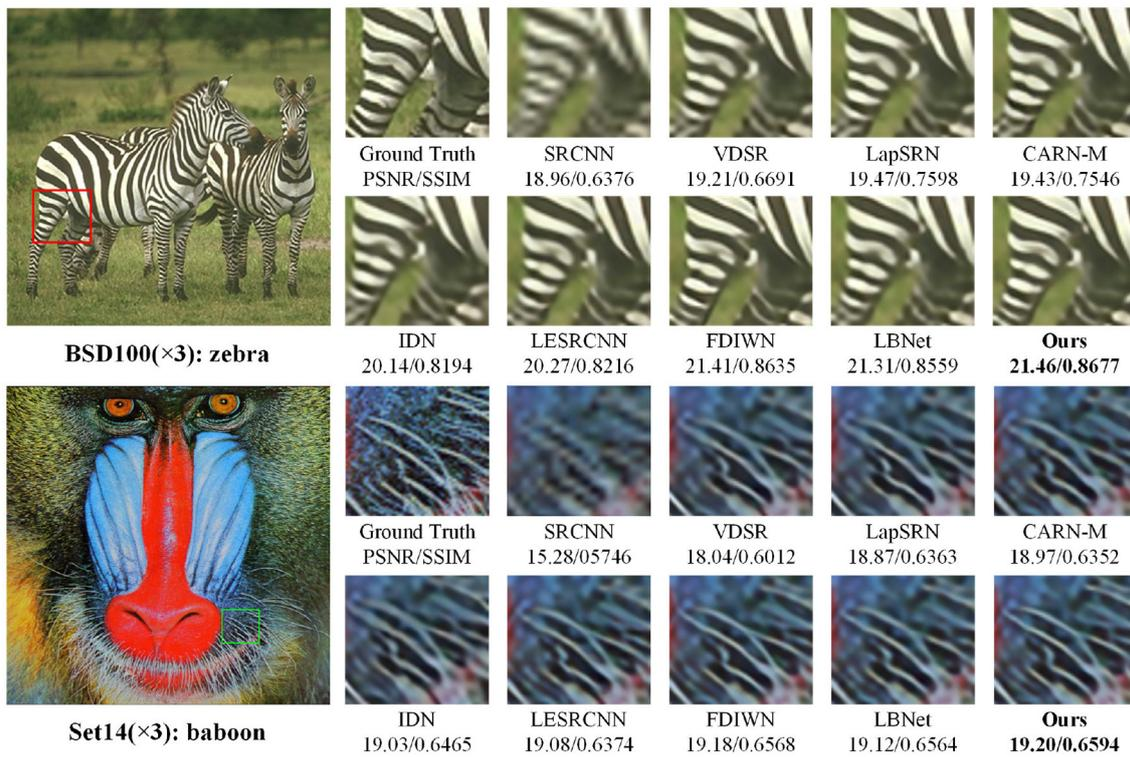 Ground Truth SRCNN VDSR LapSRN CARN-M
PSNR/SSIM 18.96/0.6376 19.21/0.6691 19.47/0.7598 19.43/0.7546
IDN LESRCNN FDIWN LBNet Ours
BSD100(×3): zebra 20.14/0.8194 20.27/0.8216 21.41/0.8635 21.31/0.8559 21.46/0.8677
Ground Truth SRCNN VDSR LapSRN CARN-M
PSNR/SSIM 15.28/05746 18.04/0.6012 18.87/0.6363 18.97/0.6352
IDN LESRCNN FDIWN LBNet Ours
Set14(×3): baboon 19.03/0.6465 19.08/0.6374 19.18/0.6568 19.12/0.6564 19.20/0.6594